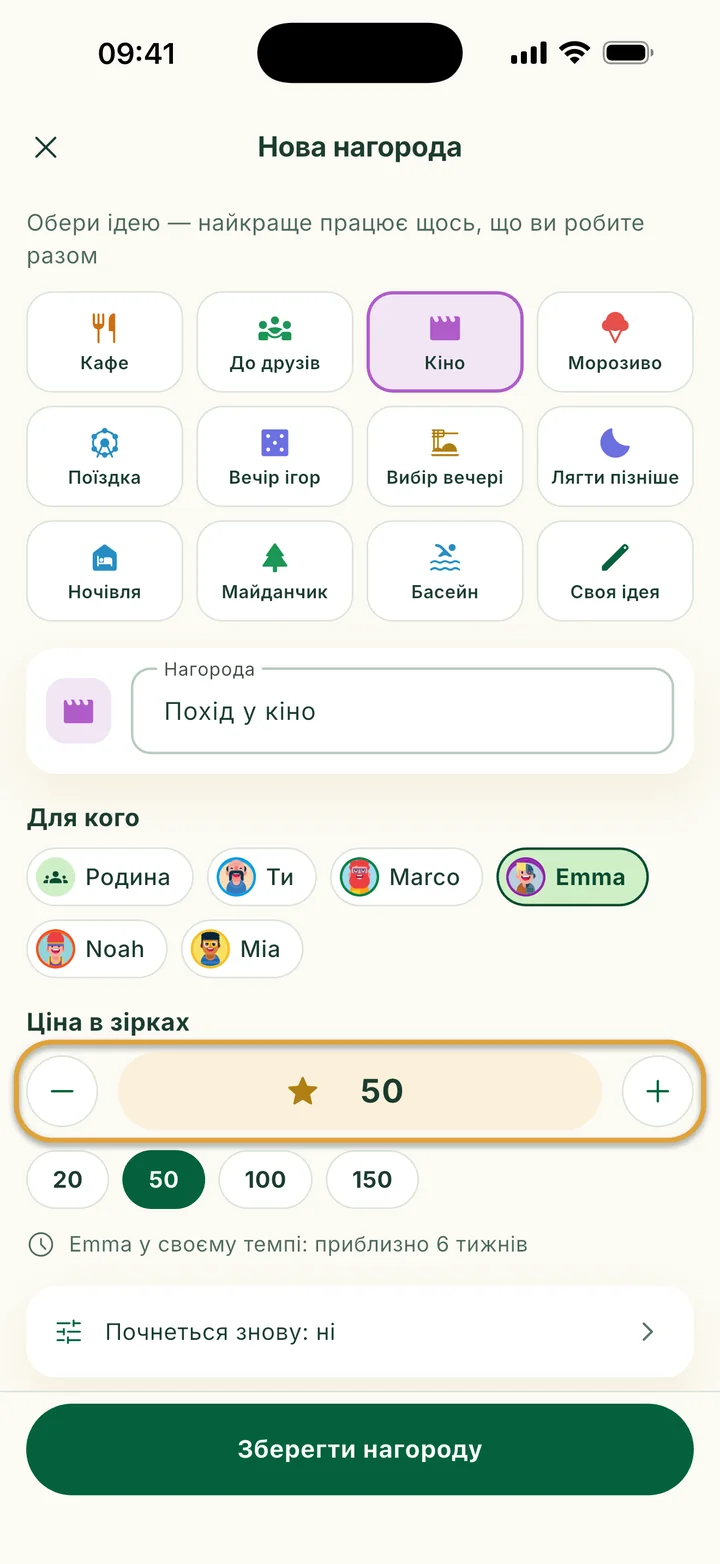 09:41
Нова нагорода
Обери ідею — найкраще працює щось, що ви робите
разом
Кафе
До друзів
Кіно
Морозиво
Поїздка
Вечір ігор
Вибір вечері
Лягти пізніше
Ночівля
Майданчик
Басейн
Своя ідея
Нагорода
Похід у кіно
Для кого
Родина
Ти
Marco
Emma
Noah
Mia
Ціна в зірках
50
20
50
100
150
Emma у своєму темпі: приблизно 6 тижнів
Почнеться знову: ні
Зберегти нагороду